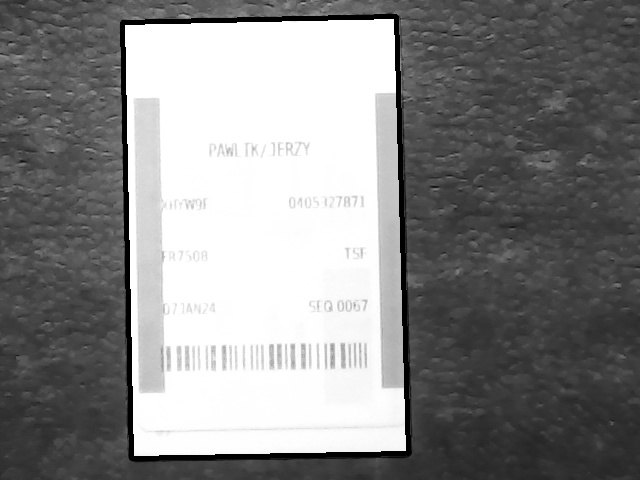 PAWLIK/JERZY
0405327871
FR7508 TSF
07JAN24 SEQ 0067